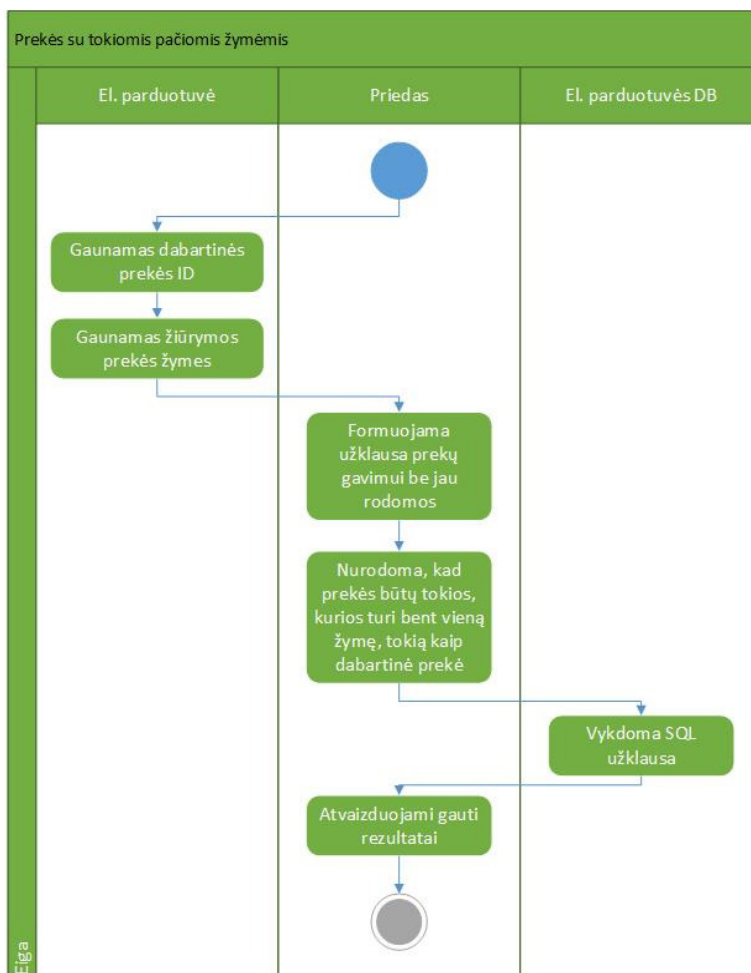 Prekės su tokiomis pačiomis žymėmis
El. parduotuvė
Priedas
El. parduotuvės DB
Gaunamas dabartinės
prekės ID
Gaunamas žiūrymos
prekės žymes
Formuojama
užklausa prekų
gavimui be jau
rodomos
Nurodoma, kad
prekės būtų tokios,
kurios turi bent vieną
žymę, tokią kaip
dabartinė prekė
Vykdoma SQL
užklausa
Atvaizduojami gauti
rezultatai
Eiga